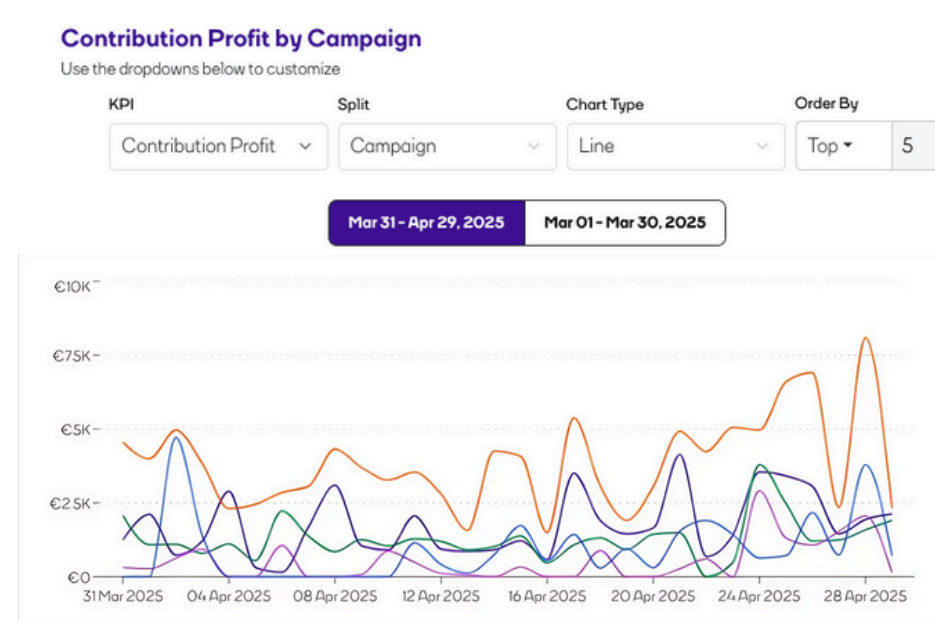 Contribution Profit by Campaign
Use the dropdowns below to customize
KPI Split Chart Type Order By
Contribution Profit Campaign Line Top 5
Mar 31 - Apr 29, 2025 Mar 01 - Mar 30, 2025
€10K
€7.5K
€5K
€2.5K
€0
31 Mar 2025 04 Apr 2025 08 Apr 2025 12 Apr 2025 16 Apr 2025 20 Apr 2025 24 Apr 2025 28 Apr 2025